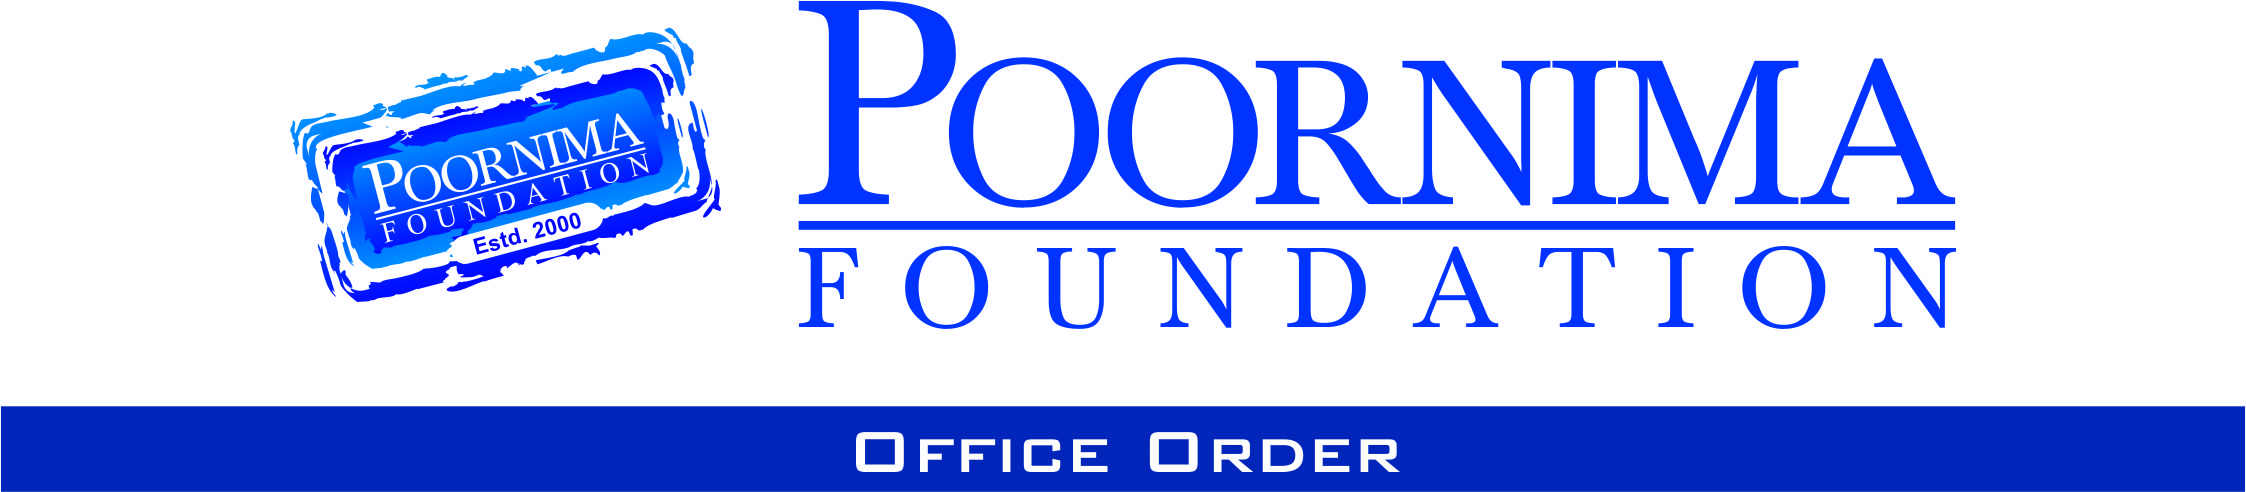 POORNIMA
FOUNDATION
Estd. 2000
POORNIMA
FOUNDATION
OFFICE ORDER